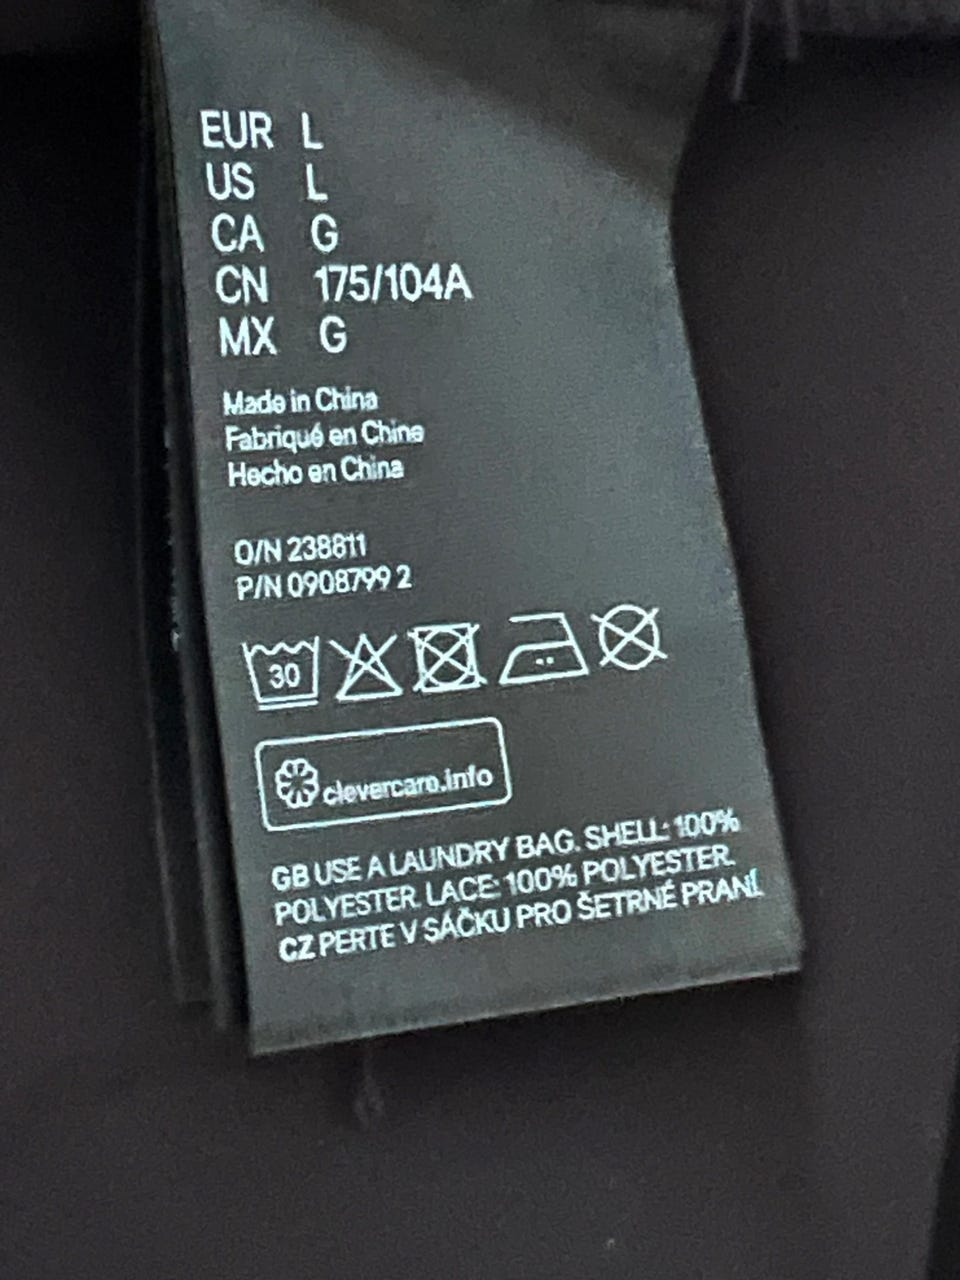 EUR L
US L
CA G
CN 175/104A
MX G
Made in China
Fabriqué en Chine
Hecho en China
O/N 238811
P/N 0908799 2
30
clevercare.info
GB USE A LAUNDRY BAG. SHELL: 100%
POLYESTER. LACE: 100% POLYESTER.
CZ PERTE V SÁČKU PRO ŠETRNÉ PRANÍ.